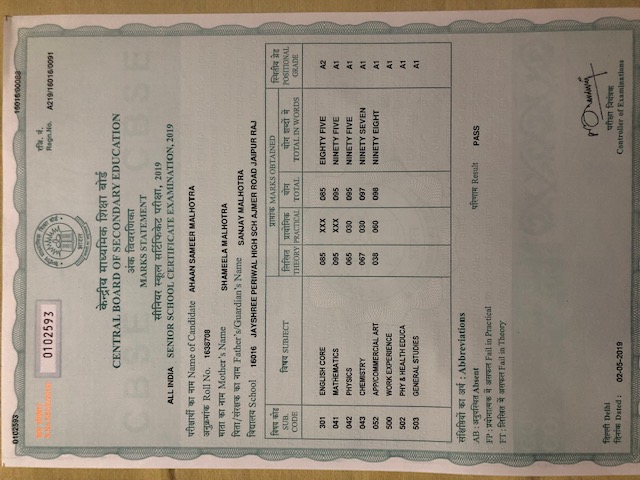 0102593 16016/00088
क्रम संख्या
0102593
रजि. नं.
Regn.No. A219/16016/0091
भारत
केन्द्रीय माध्यमिक शिक्षा बोर्ड
CENTRAL BOARD OF SECONDARY EDUCATION
अंक विवरणिका
MARKS STATEMENT
सीनियर स्कूल सर्टिफिकेट परीक्षा, 2019
ALL INDIA SENIOR SCHOOL CERTIFICATE EXAMINATION, 2019
परीक्षार्थी का नाम Name of Candidate AHAAN SAMEER MALHOTRA
अनुक्रमांक Roll No. 1638708
माता का नाम Mother's Name SHAMEELA MALHOTRA
पिता/संरक्षक का नाम Father's/Guardian's Name SANJAY MALHOTRA
विद्यालय School 16016 JAYSHREE PERIWAL HIGH SCH AJMER ROAD JAIPUR RAJ
विषय कोड SUB. CODE विषय SUBJECT प्राप्तांक MARKS OBTAINED स्थितीय ग्रेड POSITIONAL GRADE
लिखित THEORY प्रायोगिक PRACTICAL योग TOTAL योग शब्दों में TOTAL IN WORDS
301 ENGLISH CORE 085 XXX 085 EIGHTY FIVE A2
041 MATHEMATICS 095 XXX 095 NINETY FIVE A1
042 PHYSICS 065 030 095 NINETY FIVE A1
043 CHEMISTRY 067 030 097 NINETY SEVEN A1
052 APP/COMMERCIAL ART 038 060 098 NINETY EIGHT A1
500 WORK EXPERIENCE A1
502 PHY & HEALTH EDUCA A1
503 GENERAL STUDIES A1
संक्षिप्तियों का अर्थ : Abbreviations
AB : अनुपस्थित Absent परिणाम Result PASS
FP : प्रयोगात्मक में असफल Fail in Practical
FT : लिखित में असफल Fail in Theory
दिल्ली Delhi
दिनांक Dated : 02-05-2019
परीक्षा नियंत्रक
Controller of Examinations